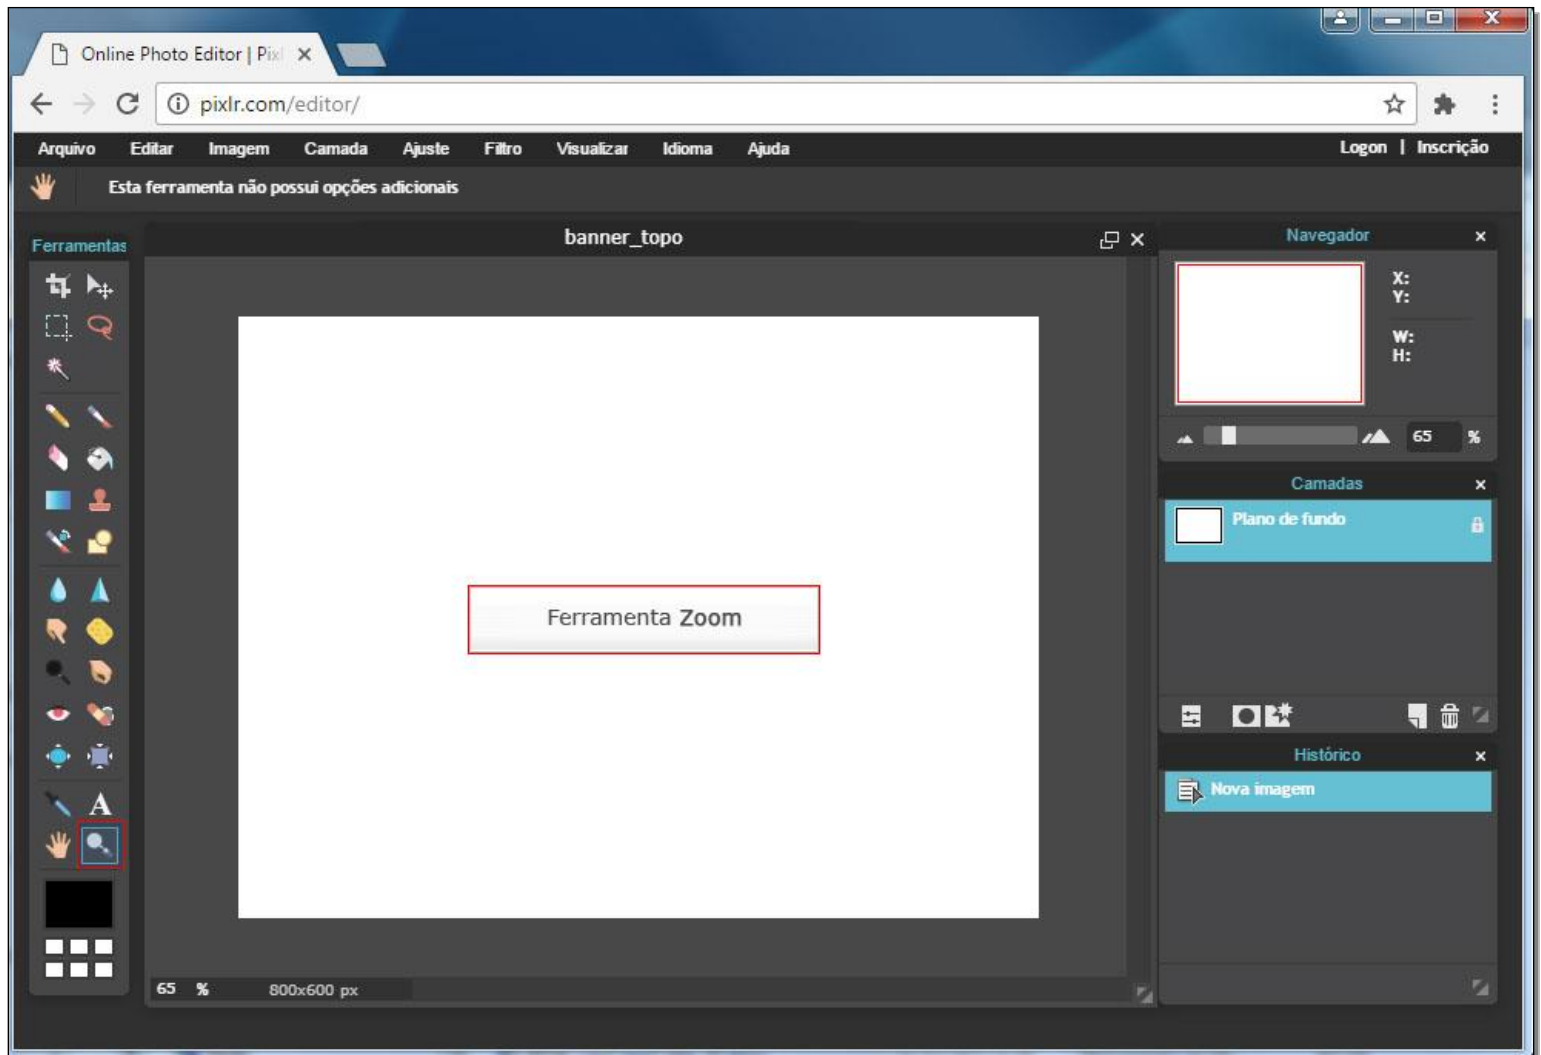 Online Photo Editor | Pixl
pixlr.com/editor/
Arquivo Editar Imagem Camada Ajuste Filtro Visualizar Idioma Ajuda Logon | Inscrição
Esta ferramenta não possui opções adicionais
Ferramentas
banner_topo
Navegador
X:
Y:
W:
H:
65 %
Camadas
Plano de fundo
Ferramenta Zoom
Histórico
Nova imagem
A
65 % 800x600 px